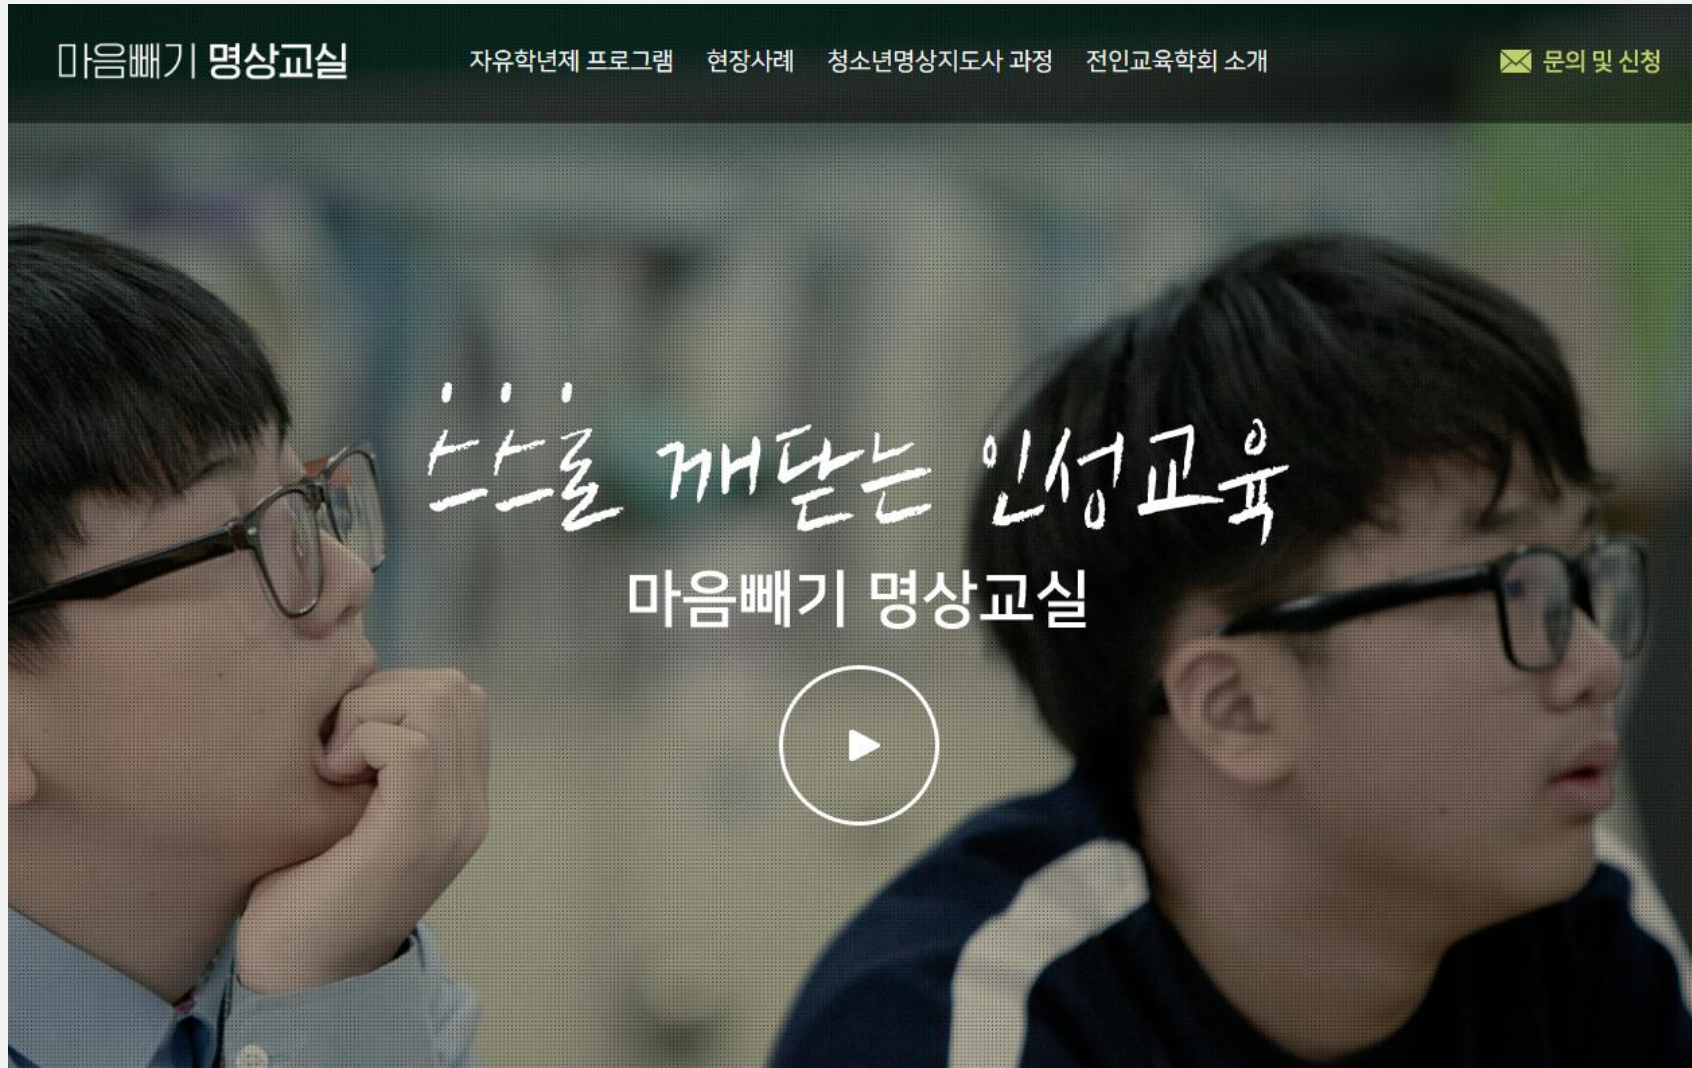 마음빼기 명상교실
자유학년제 프로그램 현장사례 청소년명상지도사 과정 전인교육학회 소개
문의 및 신청
스스로 깨닫는 인성교육
마음빼기 명상교실